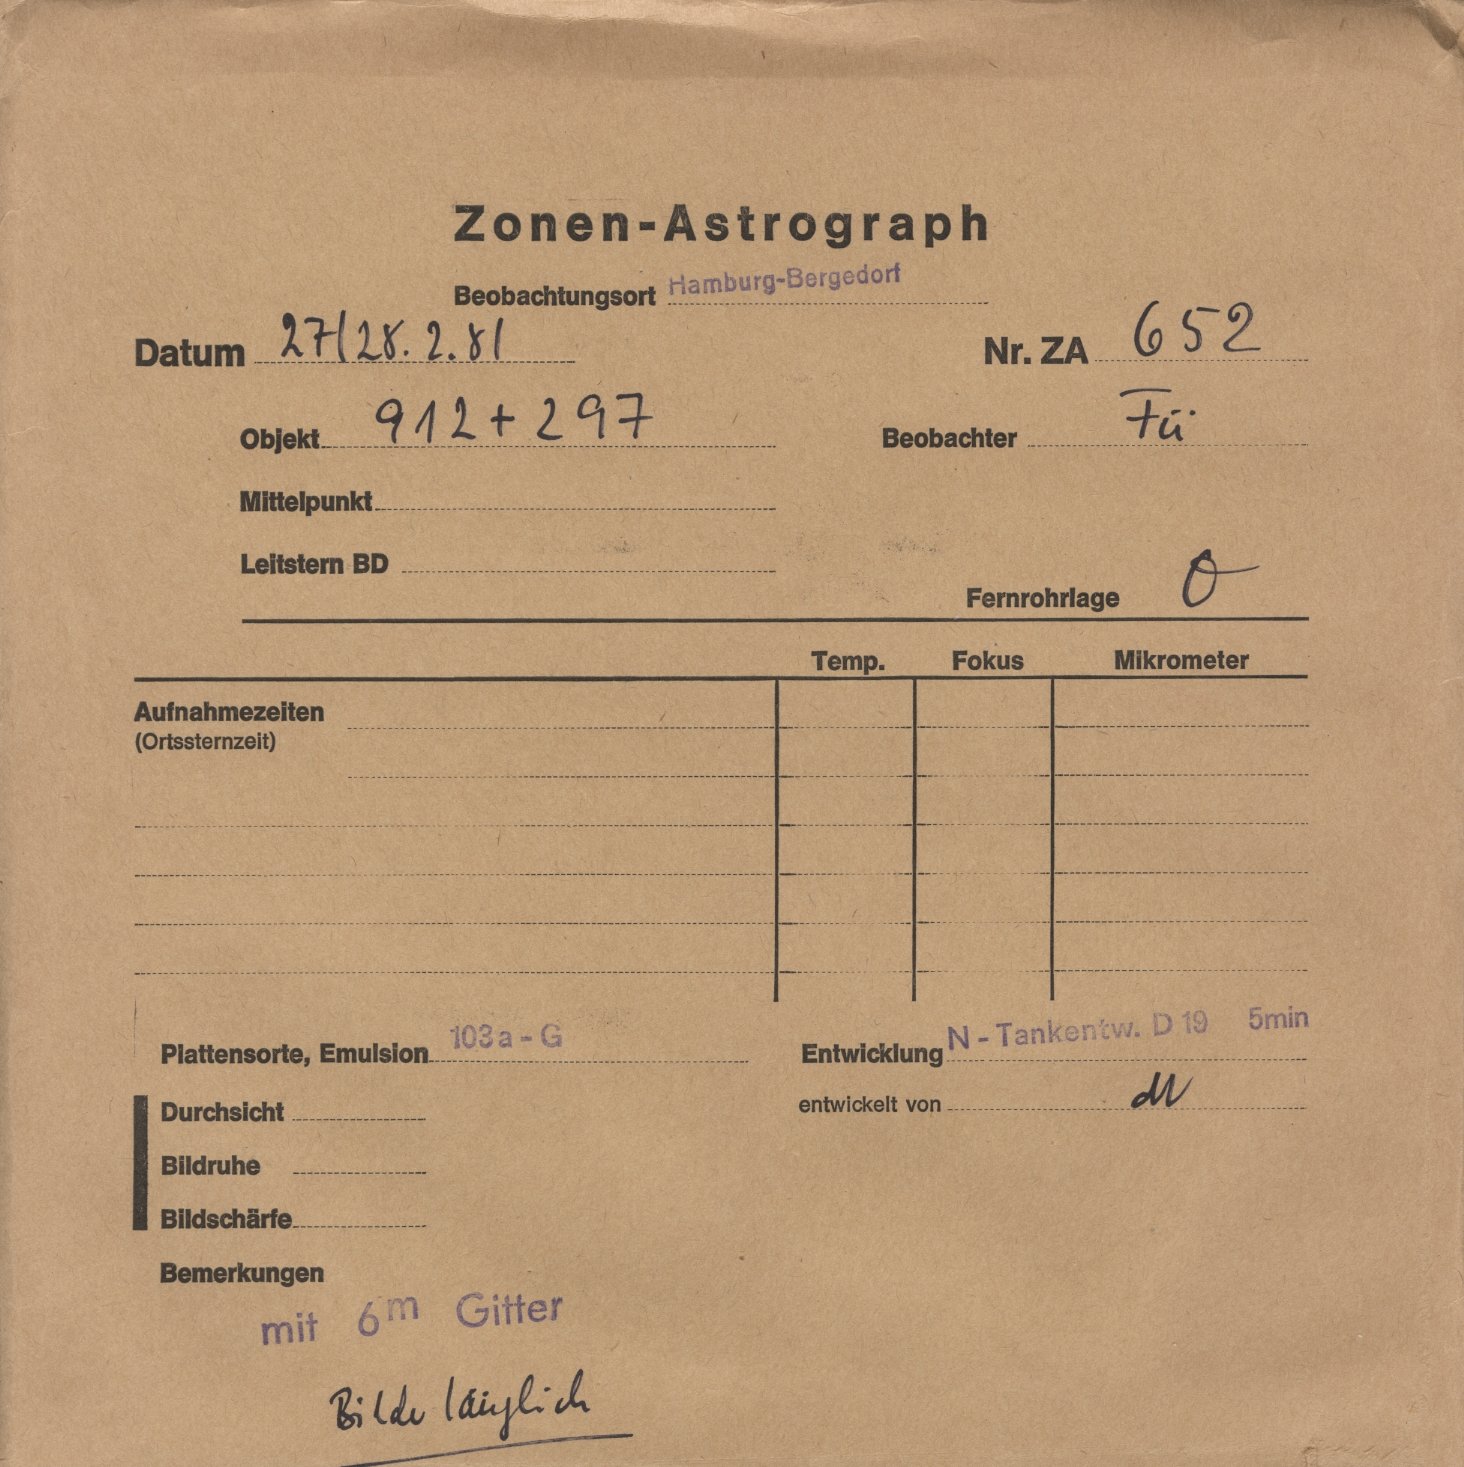 Zonen-Astrograph
Beobachtungsort Hamburg-Bergedorf
Datum 27/28.2.81 Nr. ZA 652
Objekt 912+297 Beobachter Fü
Mittelpunkt
Leitstern BD
Fernrohrlage O
Temp. Fokus Mikrometer
Aufnahmezeiten
(Ortssternzeit)
Plattensorte, Emulsion 103a-G Entwicklung N-Tankentw. D 19 5min
entwickelt von
Durchsicht
Bildruhe
Bildschärfe
Bemerkungen
mit 6m Gitter
Bilder länglich